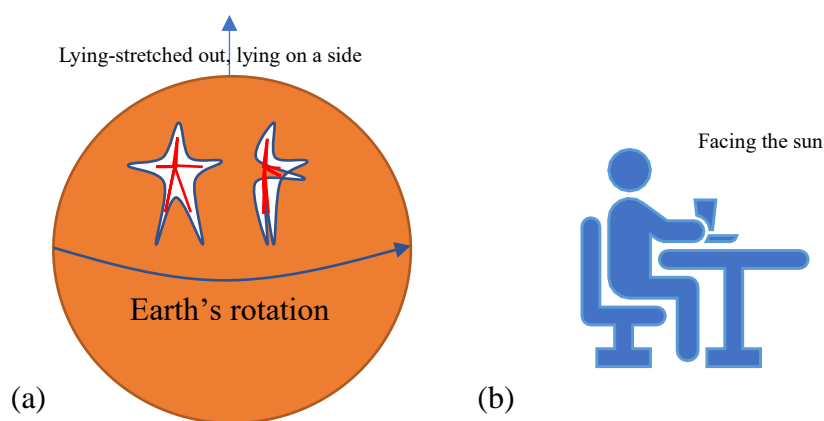 Lying-stretched out, lying on a side
Facing the sun
Earth’s rotation
(a)
(b)